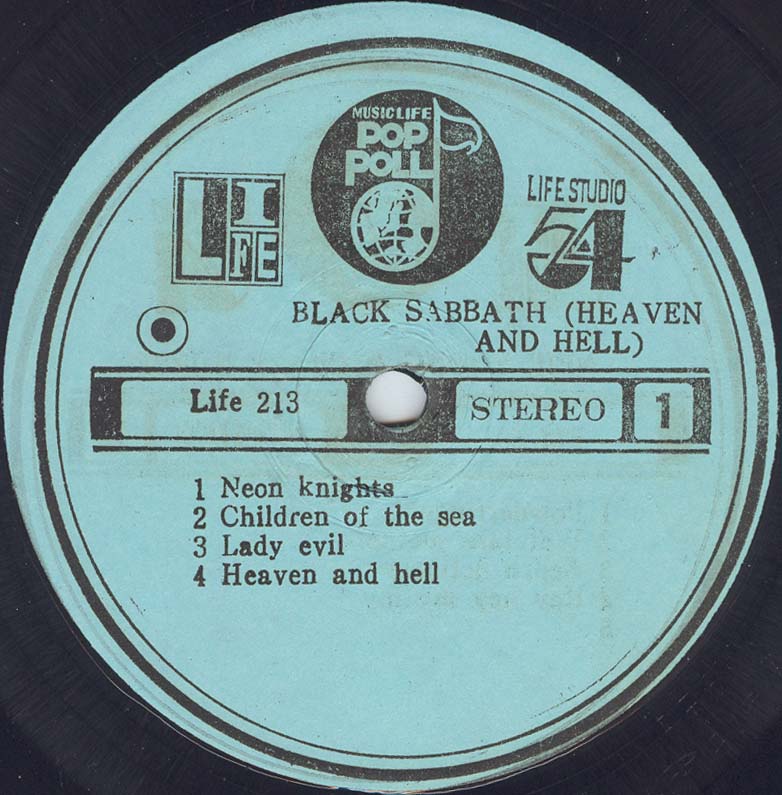 MUSIC LIFE
POP
POLL
LIFE
LIFE STUDIO
54
BLACK SABBATH (HEAVEN
AND HELL)
Life 213
STEREO
1
1 Neon knights
2 Children of the sea
3 Lady evil
4 Heaven and hell